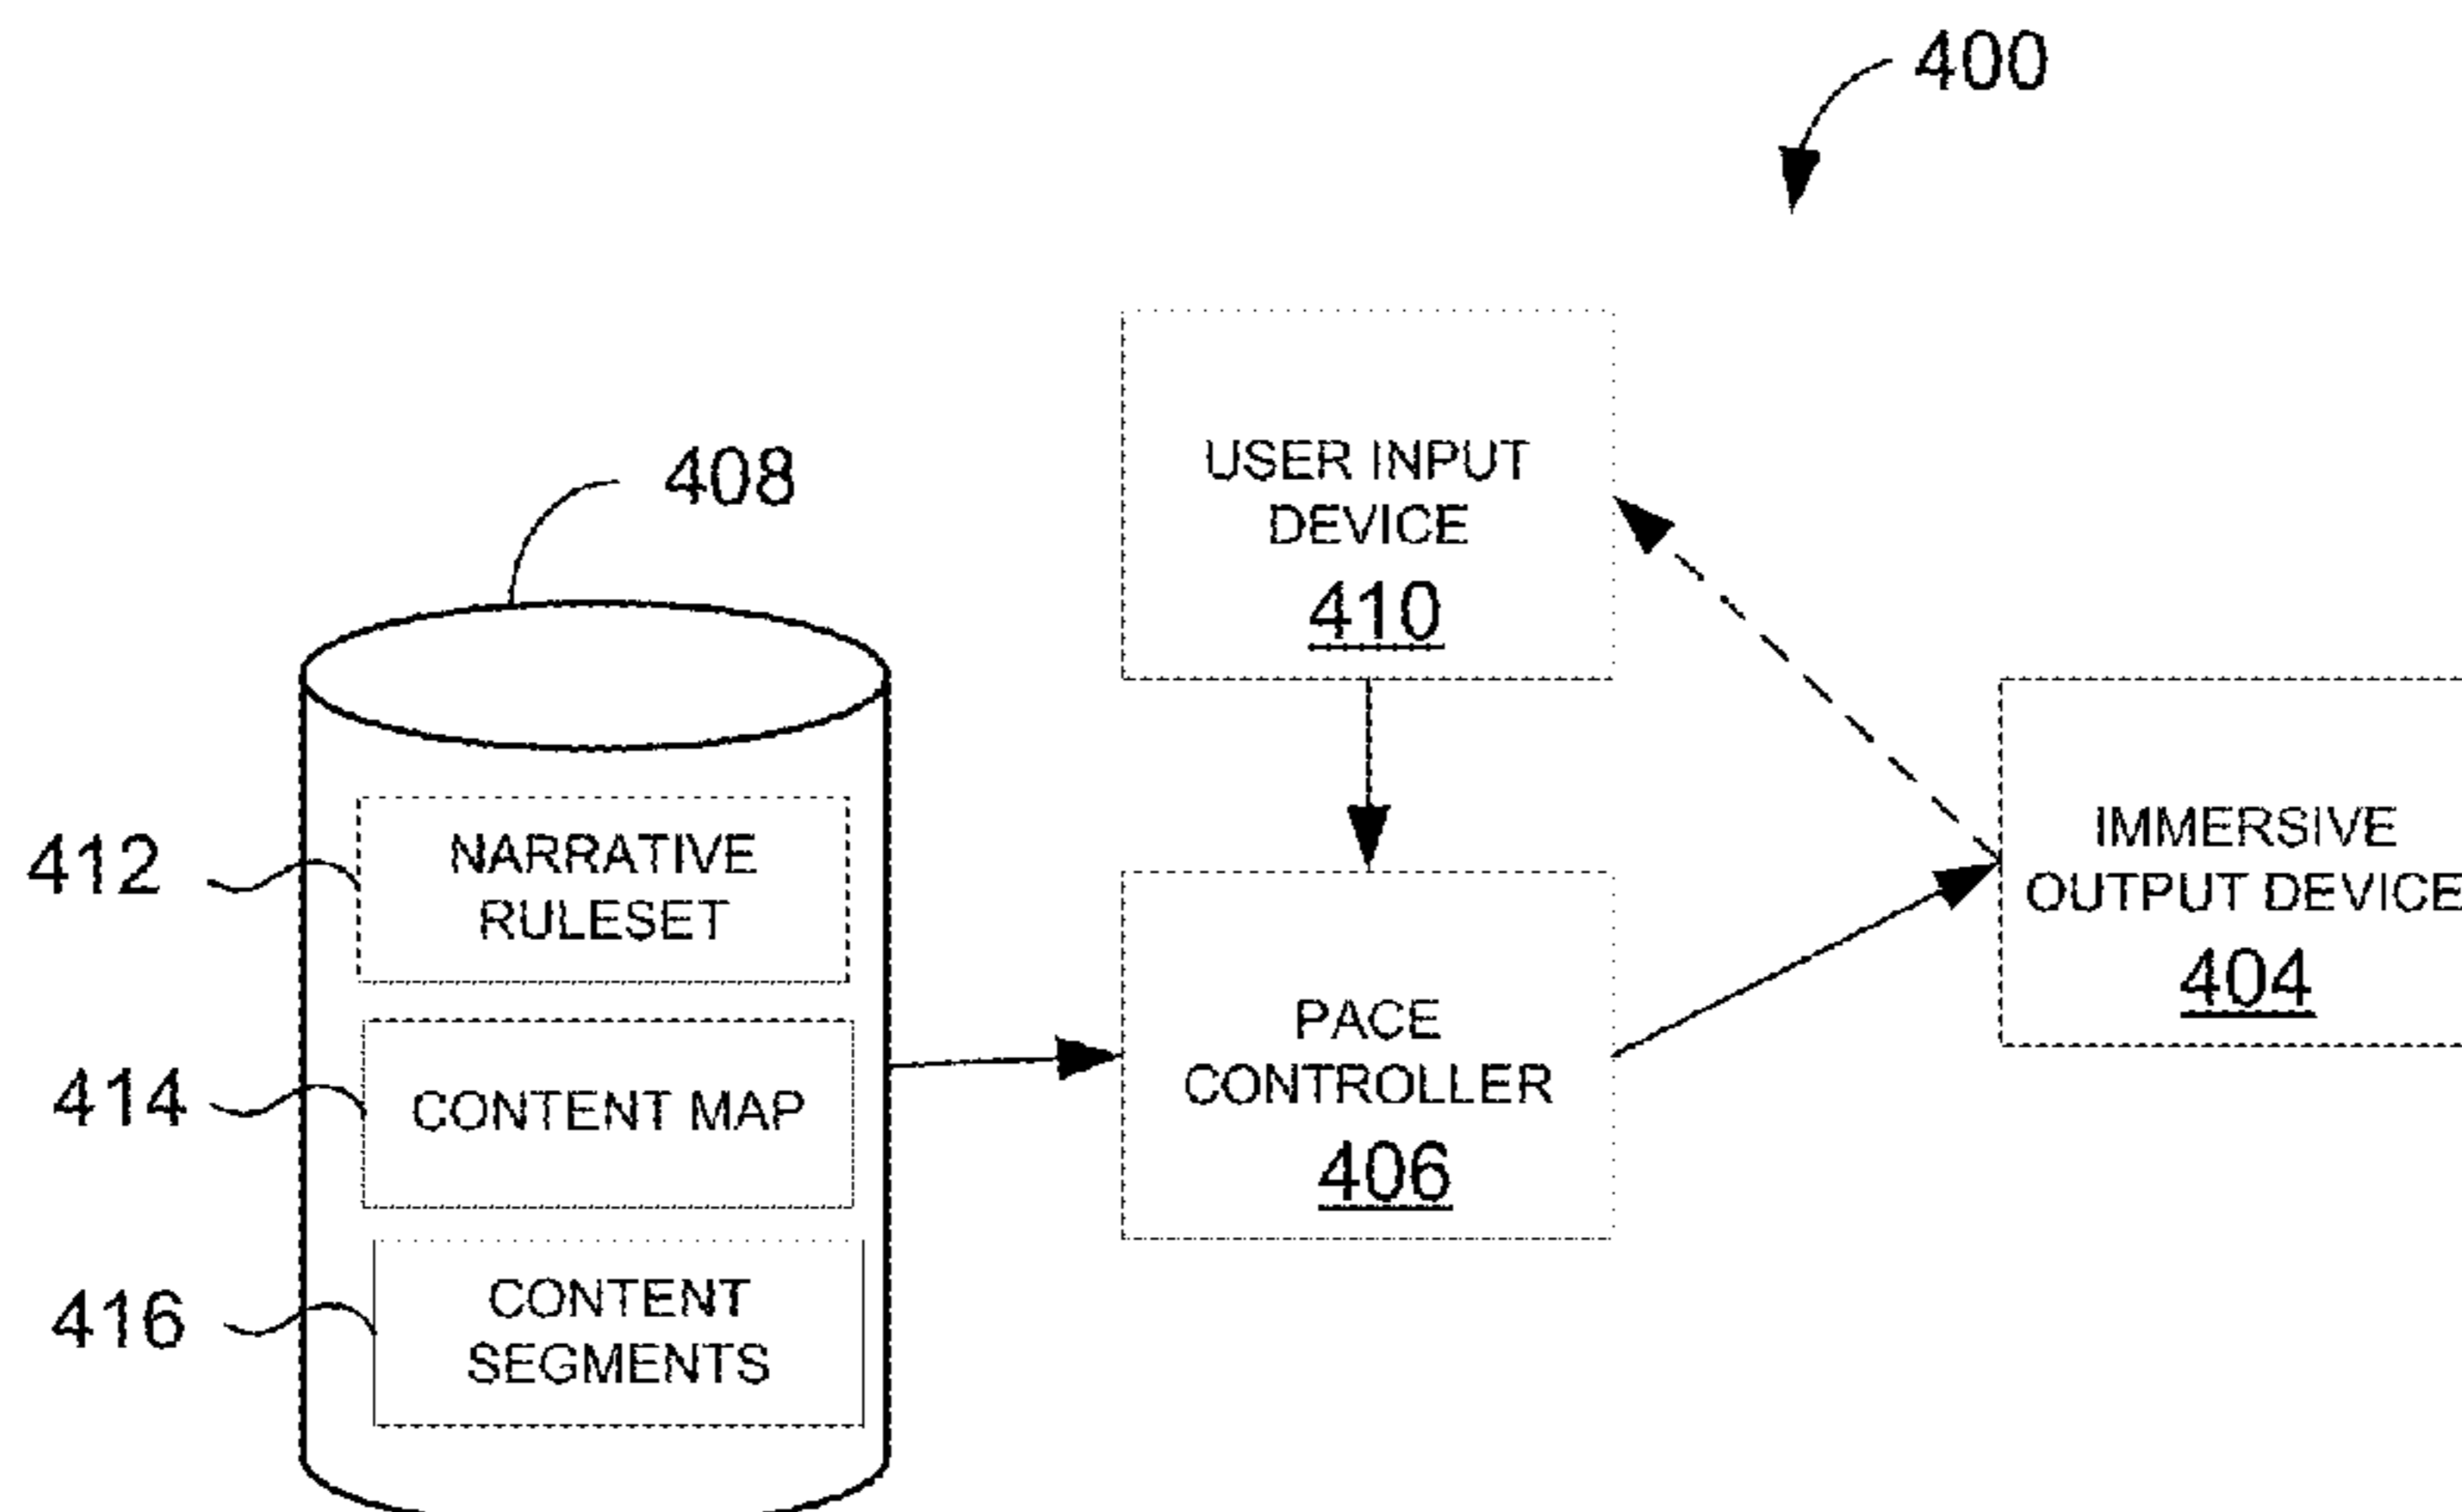 400
408
USER INPUT
DEVICE
410
412
NARRATIVE
RULESET
IMMERSIVE
OUTPUT DEVICE
404
414
CONTENT MAP
PACE
CONTROLLER
406
416
CONTENT
SEGMENTS